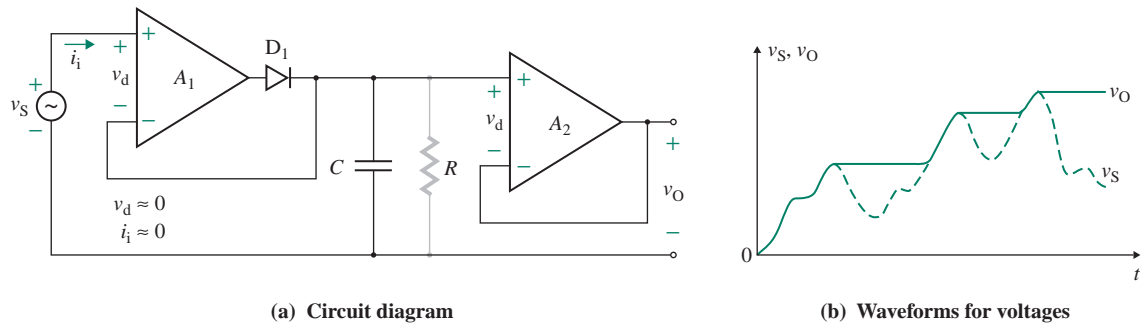 +
i_i
+
v_d
−
−
A_1
D_1
+
v_S
−
v_d ≈ 0
i_i ≈ 0
C
R
+
+
v_d
−
−
A_2
+
v_O
−
(a) Circuit diagram
v_S, v_O
v_O
v_S
0
t
(b) Waveforms for voltages